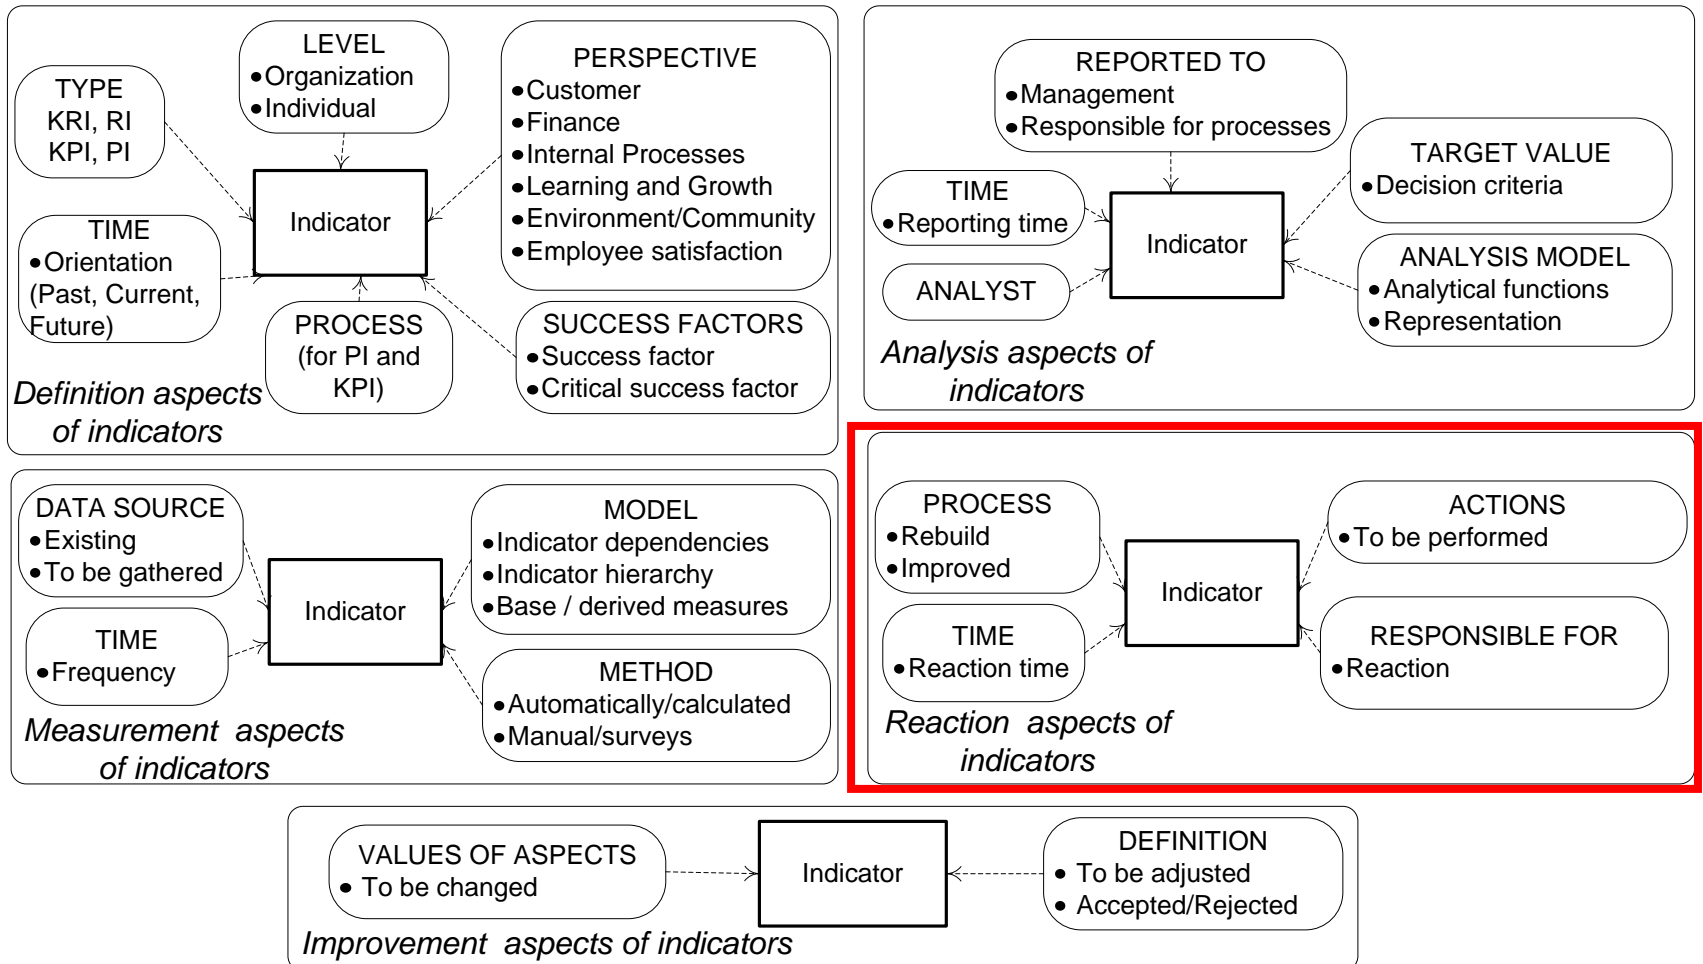 LEVEL
• Organization
• Individual
TYPE
KRI, RI
KPI, PI
PERSPECTIVE
• Customer
• Finance
• Internal Processes
• Learning and Growth
• Environment/Community
• Employee satisfaction
Indicator
TIME
• Orientation
(Past, Current,
Future)
PROCESS
(for PI and
KPI)
SUCCESS FACTORS
• Success factor
• Critical success factor
Definition aspects
of indicators
REPORTED TO
• Management
• Responsible for processes
TARGET VALUE
• Decision criteria
TIME
• Reporting time
Indicator
ANALYST
ANALYSIS MODEL
• Analytical functions
• Representation
Analysis aspects of
indicators
DATA SOURCE
• Existing
• To be gathered
MODEL
• Indicator dependencies
• Indicator hierarchy
• Base / derived measures
Indicator
TIME
• Frequency
METHOD
• Automatically/calculated
• Manual/surveys
Measurement aspects
of indicators
PROCESS
• Rebuild
• Improved
ACTIONS
• To be performed
Indicator
TIME
• Reaction time
RESPONSIBLE FOR
• Reaction
Reaction aspects of
indicators
VALUES OF ASPECTS
• To be changed
Indicator
DEFINITION
• To be adjusted
• Accepted/Rejected
Improvement aspects of indicators